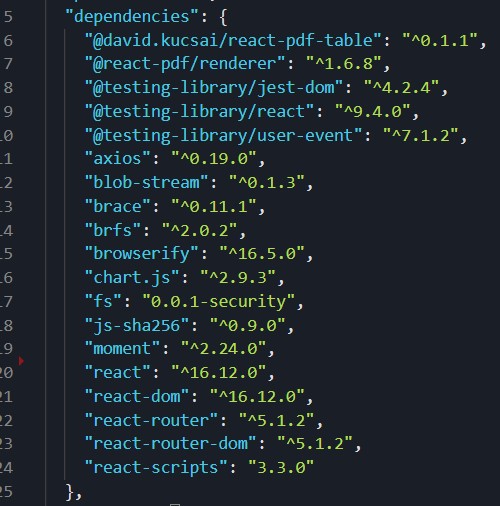 5 "dependencies": {
6 "@david.kucsai/react-pdf-table": "^0.1.1",
7 "@react-pdf/renderer": "^1.6.8",
8 "@testing-library/jest-dom": "^4.2.4",
9 "@testing-library/react": "^9.4.0",
10 "@testing-library/user-event": "^7.1.2",
11 "axios": "^0.19.0",
12 "blob-stream": "^0.1.3",
13 "brace": "^0.11.1",
14 "brfs": "^2.0.2",
15 "browserify": "^16.5.0",
16 "chart.js": "^2.9.3",
17 "fs": "0.0.1-security",
18 "js-sha256": "^0.9.0",
19 "moment": "^2.24.0",
20 "react": "^16.12.0",
21 "react-dom": "^16.12.0",
22 "react-router": "^5.1.2",
23 "react-router-dom": "^5.1.2",
24 "react-scripts": "3.3.0"
25 },